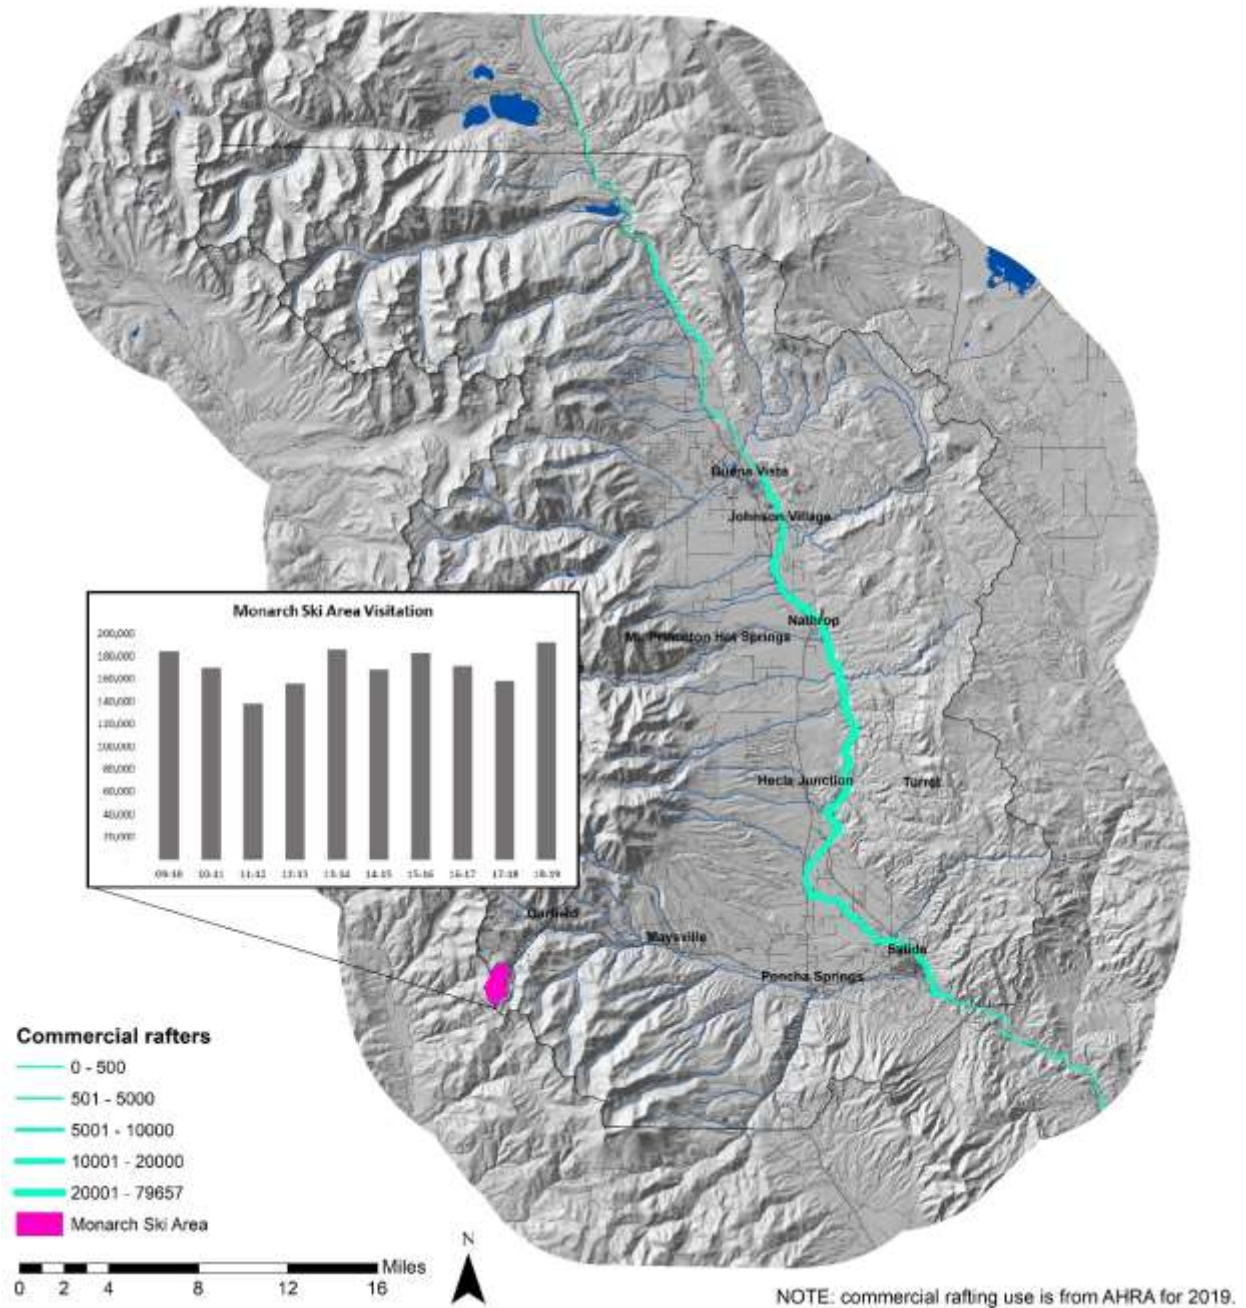 Buena Vista
Johnson Village
Nathrop
Mt. Princeton Hot Springs
Monarch Ski Area Visitation
200,000
180,000
160,000
140,000
120,000
100,000
80,000
60,000
40,000
20,000
09-10 10-11 11-12 12-13 13-14 14-15 15-16 16-17 17-18 18-19
Hecla Junction
Turret
Garfield
Maysville
Salida
Poncha Springs
Commercial rafters
0 - 500
501 - 5000
5001 - 10000
10001 - 20000
20001 - 79657
Monarch Ski Area
N
Miles
0 2 4 8 12 16
NOTE: commercial rafting use is from AHRA for 2019.